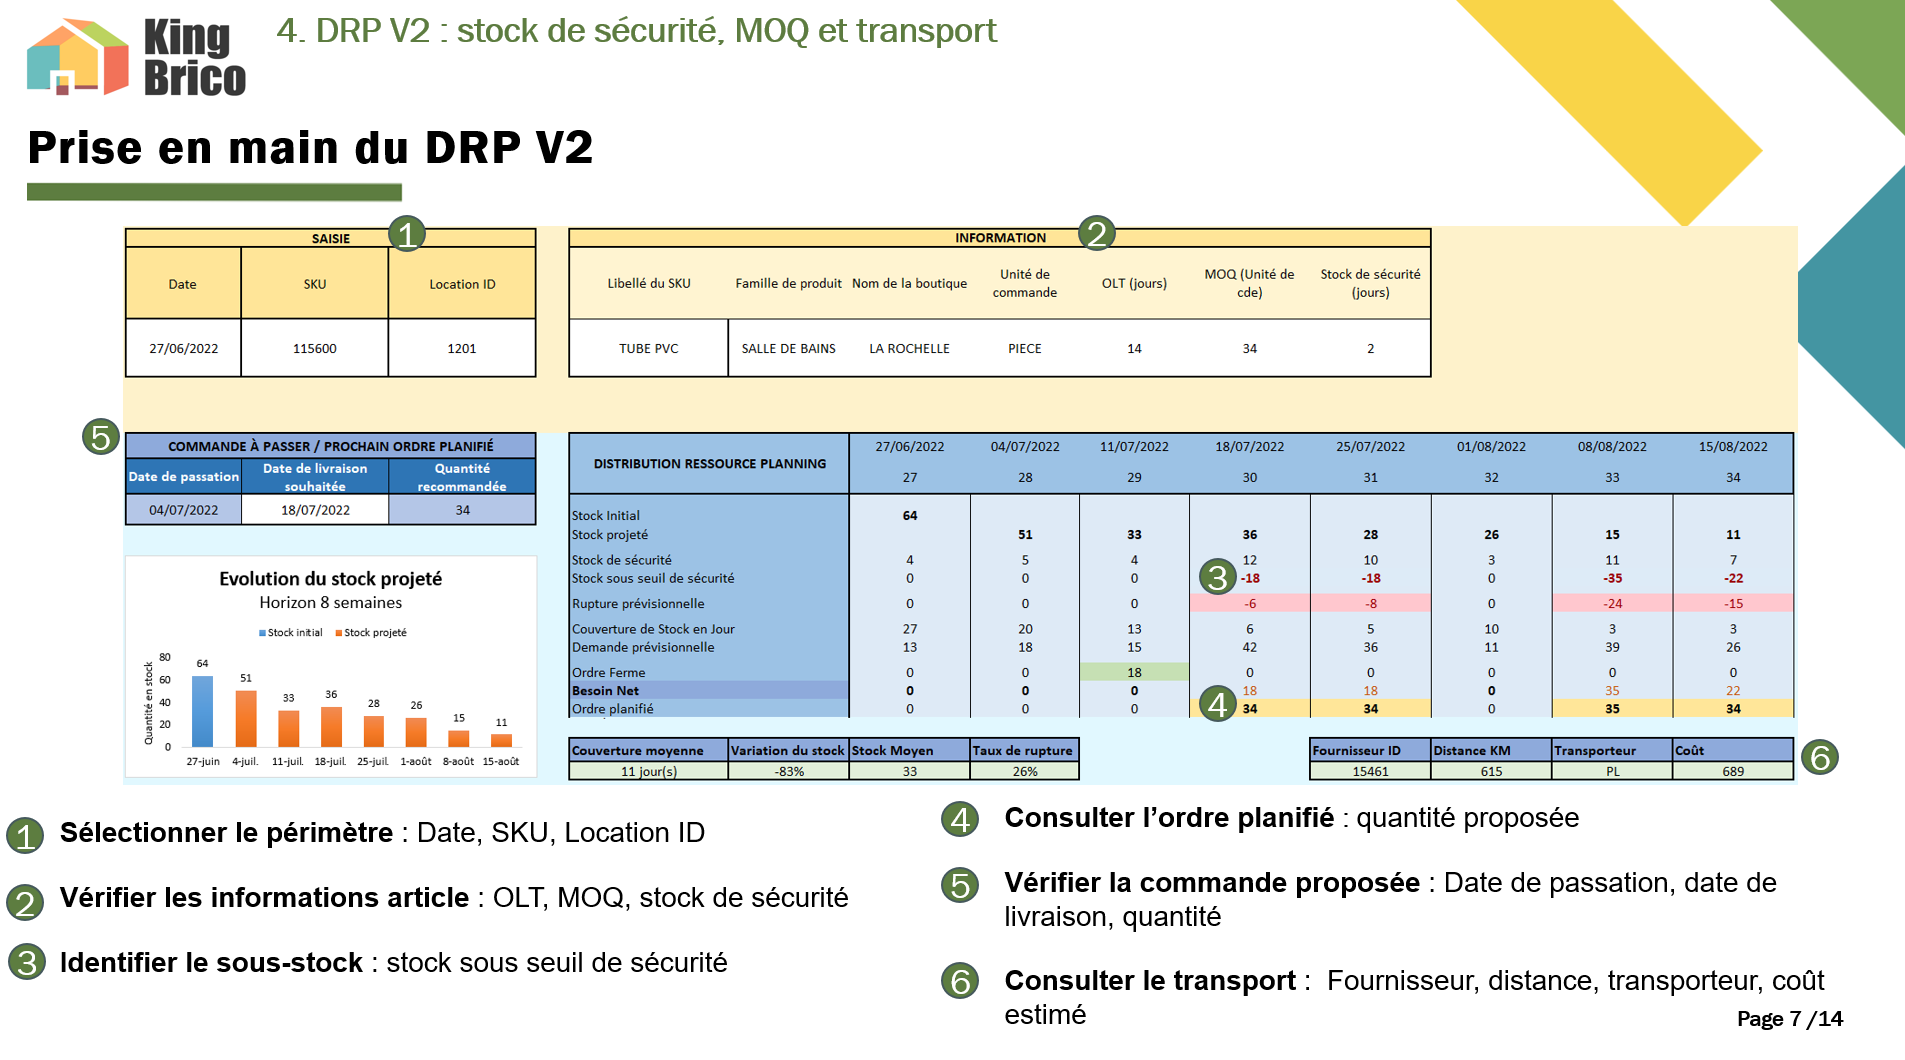 King
Brico
4. DRP V2 : stock de sécurité, MOQ et transport
Prise en main du DRP V2
SAISIE
1
Date SKU Location ID
27/06/2022 115600 1201
INFORMATION
2
Libellé du SKU Famille de produit Nom de la boutique Unité de commande OLT (jours) MOQ (Unité de cde) Stock de sécurité (jours)
TUBE PVC SALLE DE BAINS LA ROCHELLE PIECE 14 34 2
5
COMMANDE À PASSER / PROCHAIN ORDRE PLANIFIÉ
Date de passation Date de livraison souhaitée Quantité recommandée
04/07/2022 18/07/2022 34
Evolution du stock projeté
Horizon 8 semaines
Stock initial Stock projeté
Quantité en stock
80
60
40
20
0
64 51 33 36 28 26 15 11
27-juin 4-juil. 11-juil. 18-juil. 25-juil. 1-août 8-août 15-août
DISTRIBUTION RESSOURCE PLANNING
27/06/2022 04/07/2022 11/07/2022 18/07/2022 25/07/2022 01/08/2022 08/08/2022 15/08/2022
27 28 29 30 31 32 33 34
Stock Initial 64
Stock projeté 51 33 36 28 26 15 11
Stock de sécurité 4 5 4 12 10 3 11 7
Stock sous seuil de sécurité 0 0 0 3 -18 -18 0 -35 -22
Rupture prévisionnelle 0 0 0 -6 -8 0 -24 -15
Couverture de Stock en Jour 27 20 13 6 5 10 3 3
Demande prévisionnelle 13 18 15 42 36 11 39 26
Ordre Ferme 0 0 18 0 0 0 0 0
Besoin Net 0 0 0 18 18 0 35 22
Ordre planifié 0 0 0 4 34 34 0 35 34
Couverture moyenne Variation du stock Stock Moyen Taux de rupture
11 jour(s) -83% 33 26%
Fournisseur ID Distance KM Transporteur Coût
15461 615 PL 689
6
1 Sélectionner le périmètre : Date, SKU, Location ID
2 Vérifier les informations article : OLT, MOQ, stock de sécurité
3 Identifier le sous-stock : stock sous seuil de sécurité
4 Consulter l’ordre planifié : quantité proposée
5 Vérifier la commande proposée : Date de passation, date de
livraison, quantité
6 Consulter le transport : Fournisseur, distance, transporteur, coût
estimé
Page 7 /14